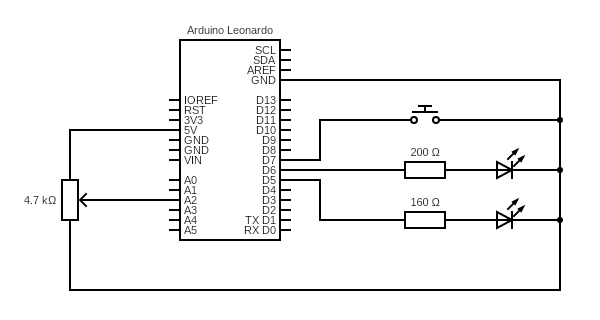 Arduino Leonardo
SCL
SDA
AREF
GND
IOREF
RST
3V3
5V
GND
GND
VIN
A0
A1
A2
A3
A4
A5
D13
D12
D11
D10
D9
D8
D7
D6
D5
D4
D3
D2
TX D1
RX D0
4.7 kΩ
200 Ω
160 Ω